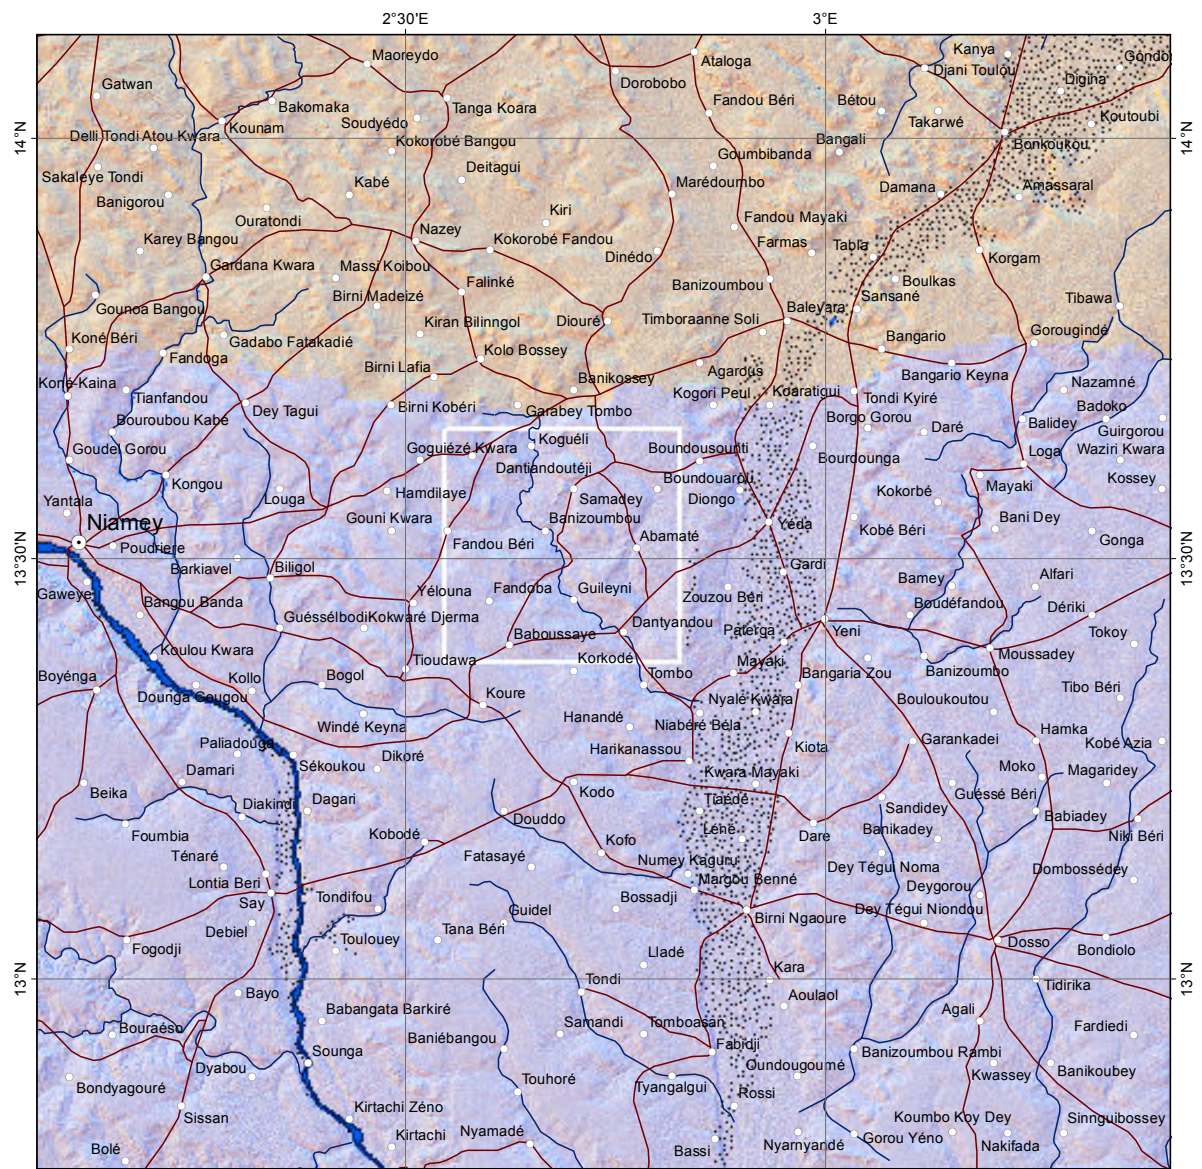 2°30'E
3°E
Maoreydo
Ataloga
Kanya
Gondo
Djani Toulou
Digina
Gatwan
Dorobobo
Bakomaka
Tanga Koara
Fandou Béri
Bétou
Takarwé
Koutoubi
Kounam
Soudyédo
14°N
Delli Tondi Atou Kwara
Kokorobé Bangou
Bangali
Bonkoukou
14°N
Goumbibanda
Deitagui
Sakaleye Tondi
Kabé
Marédoumbo
Damana
Amassaral
Banigorou
Ouratondi
Kiri
Fandou Mayaki
Nazey
Karey Bangou
Kokorobé Fandou
Farmas
Tabla
Dinédo
Korgam
Gardana Kwara
Massi Koibou
Falinké
Banizoumbou
Boulkas
Birni Madeizé
Sansané
Tibawa
Gounoa Bangou
Baleyara
Kiran Bilinngol
Diouré
Timboraanne Soli
Koné Béri
Gadabo Fatakadié
Bangario
Gorougindé
Fandoga
Kolo Bossey
Birni Lafia
Agardus
Bangario Keyna
Koné-Kaina
Banikossey
Kogori Peul
Koaratigui
Nazamné
Tianfandou
Tondi Kyiré
Dey Tagui
Birni Kobéri
Garabey Tombo
Badoko
Bouroubou Kabé
Borgo Gorou
Daré
Balidey
Guirgorou
Goudel Gorou
Goguiézé Kwara
Koguéli
Boundousouriti
Waziri Kwara
Loga
Dantiandoutéji
Bourdounga
Kongou
Boundouarou
Mayaki
Kossey
Yantala
Louga
Hamdilaye
Samadey
Diongo
Kokorbé
Gouni Kwara
Banizoumbou
Niamey
Yéda
Kobé Béri
Bani Dey
Fandou Béri
Abamaté
Gonga
13°30'N
Poudriere
13°30'N
Barkiavel
Biligol
Gardi
Gaweye
Yélouna
Fandoba
Guileyni
Bamey
Alfari
Bangou Banda
Zouzou Béri
Boudéfandou
Dériki
Guésselbodi
Kokwaré Djerma
Dantyandou
Paterga
Yeni
Tokoy
Koulou Kwara
Baboussaye
Tioudawa
Korkodé
Moussadey
Boyénga
Kollo
Bogol
Tombo
Mayaki
Bangaria Zou
Banizoumbo
Dounga Gougou
Koure
Nyalé Kwara
Bouloukoutou
Tibo Béri
Windé Keyna
Hanandé
Niabéré Béla
Paliadougа
Harikanassou
Kiota
Garankadei
Hamka
Kobé Azia
Damari
Sékoukou
Dikoré
Kwara Mayaki
Moko
Magaridey
Beika
Kodo
Guéssé Béri
Diakindi
Dagari
Tiaédé
Sandidey
Babiadey
Foumbia
Kobodé
Douddo
Léné
Dare
Banikadey
Niki Béri
Ténaré
Fatasayé
Kofo
Numey Kaguru
Dey Tégui Noma
Dombossédey
Lontia Beri
Margou Benné
Deygorou
Say
Tondifou
Bossadji
Guidel
Birni Ngaoure
Dey Tégui Niondou
Debiel
Tana Béri
Fogodji
Toulouey
Dosso
Bondiolo
Lladé
13°N
Tondi
Kara
Tidirika
13°N
Bayo
Aoulaol
Babangata Barkiré
Agali
Bouraéso
Samandi
Tomboasan
Fardiedi
Baniébangou
Sounga
Fabidji
Banizoumbou Rambi
Dyabou
Oundougoumé
Kwassey
Banikoubey
Bondyagouré
Touhoré
Tyangalgui
Rossi
Kirtachi Zéno
Sissan
Koumbo Koy Dey
Sinnguibossey
Bolé
Kirtachi
Nyamadé
Bassi
Nyarnyandé
Gorou Yéno
Nakifada